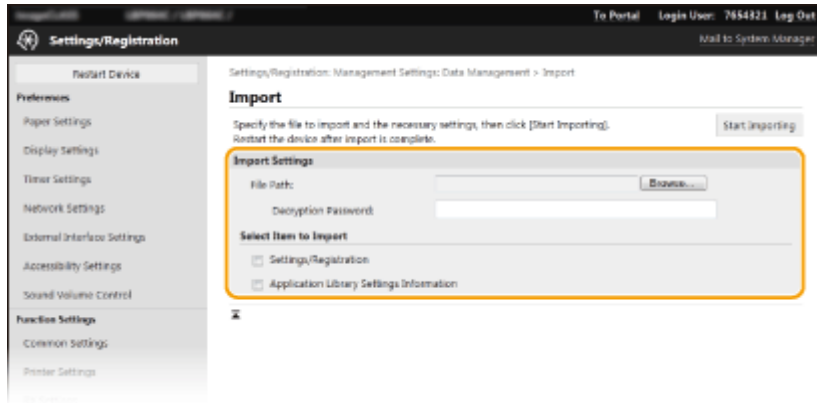 To Portal Login User: 7654321 Log Out
Settings/Registration
Mail to System Manager
Restart Device
Preferences
Paper Settings
Display Settings
Timer Settings
Network Settings
External Interface Settings
Accessibility Settings
Sound Volume Control
Function Settings
Common Settings
Printer Settings
Settings/Registration: Management Settings: Data Management > Import
Import
Specify the file to import and the necessary settings, then click [Start Importing].
Restart the device after import is complete.
Start Importing
Import Settings
File Path:
Browse...
Decryption Password:
Select Item to Import
Settings/Registration
Application Library Settings Information